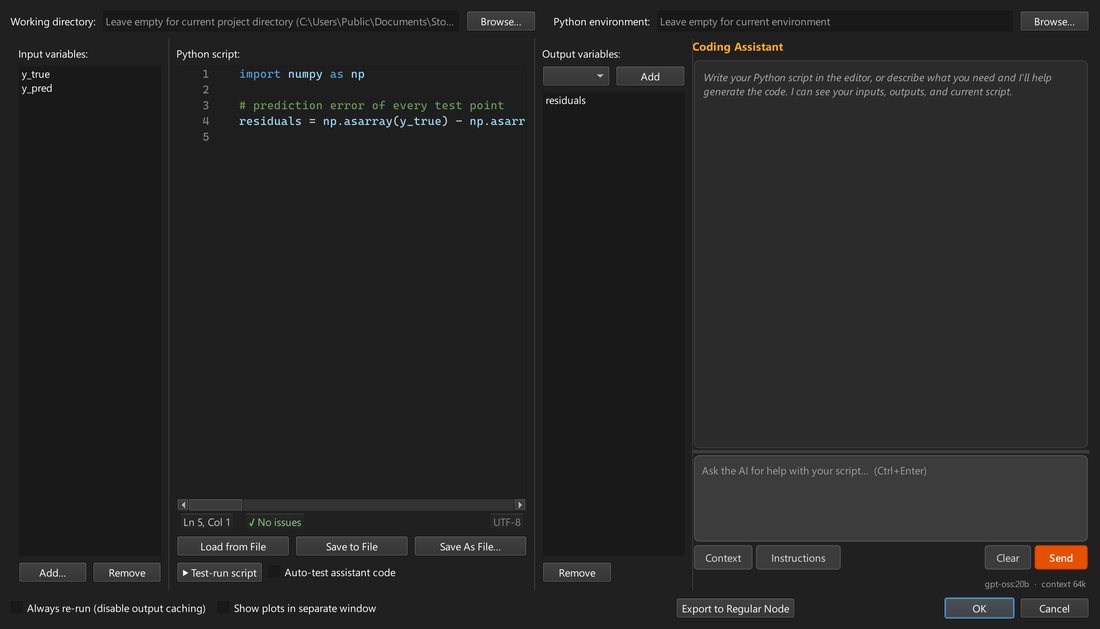 Working directory: Leave empty for current project directory (C:\Users\Public\Documents\Sto... Browse... Python environment: Leave empty for current environment Browse...
Input variables:
y_true
y_pred
Add... Remove
Python script:
1 import numpy as np
2
3 # prediction error of every test point
4 residuals = np.asarray(y_true) - np.asarr
5
Ln 5, Col 1 ✓ No issues UTF-8
Load from File Save to File Save As File...
Test-run script Auto-test assistant code
Output variables:
Add
residuals
Remove
Coding Assistant
Write your Python script in the editor, or describe what you need and I'll help
generate the code. I can see your inputs, outputs, and current script.
Ask the AI for help with your script... (Ctrl+Enter)
Context Instructions Clear Send
gpt-oss:20b · context 64k
Always re-run (disable output caching) Show plots in separate window Export to Regular Node OK Cancel